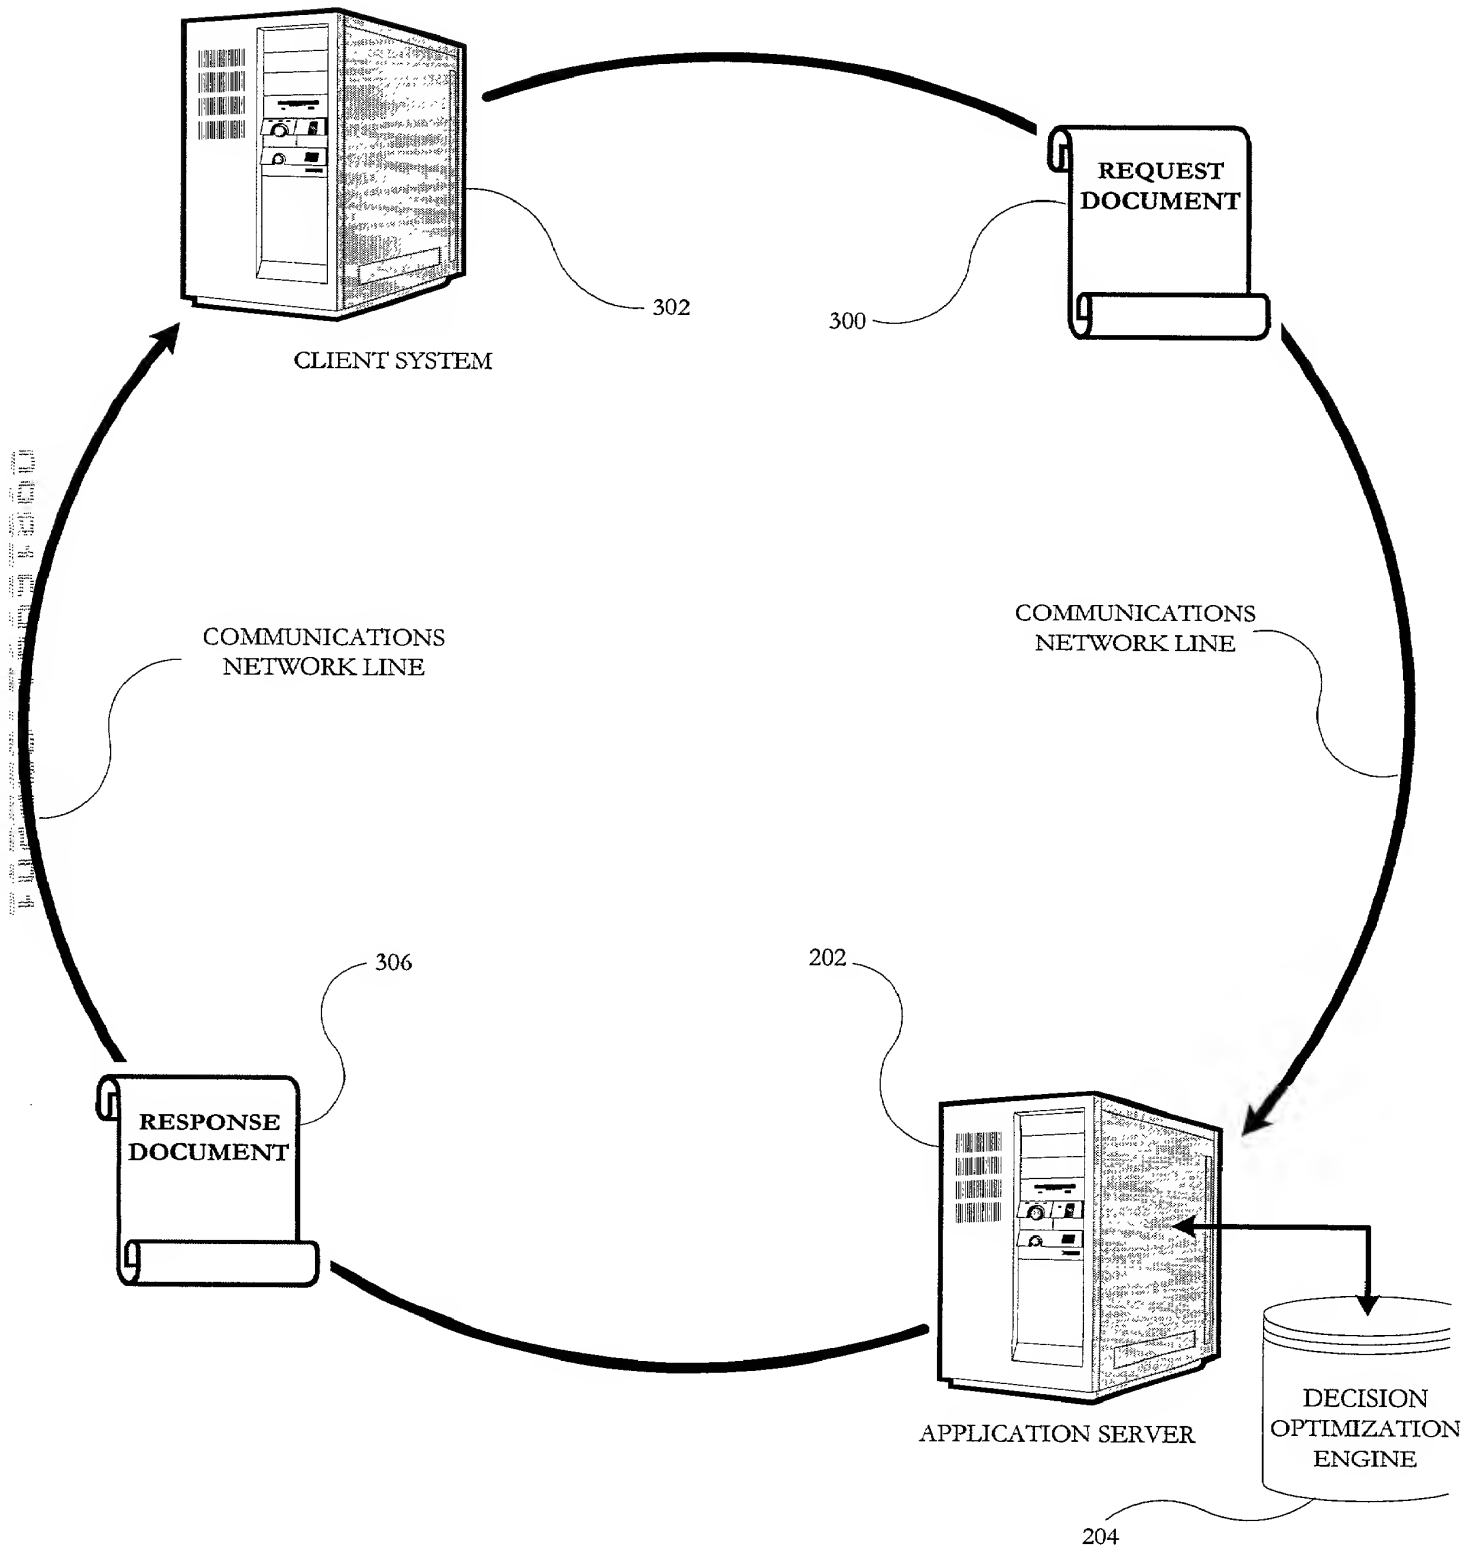 REQUEST
DOCUMENT
302
300
CLIENT SYSTEM
COMMUNICATIONS
NETWORK LINE
COMMUNICATIONS
NETWORK LINE
306
202
RESPONSE
DOCUMENT
DECISION
OPTIMIZATION
ENGINE
APPLICATION SERVER
204